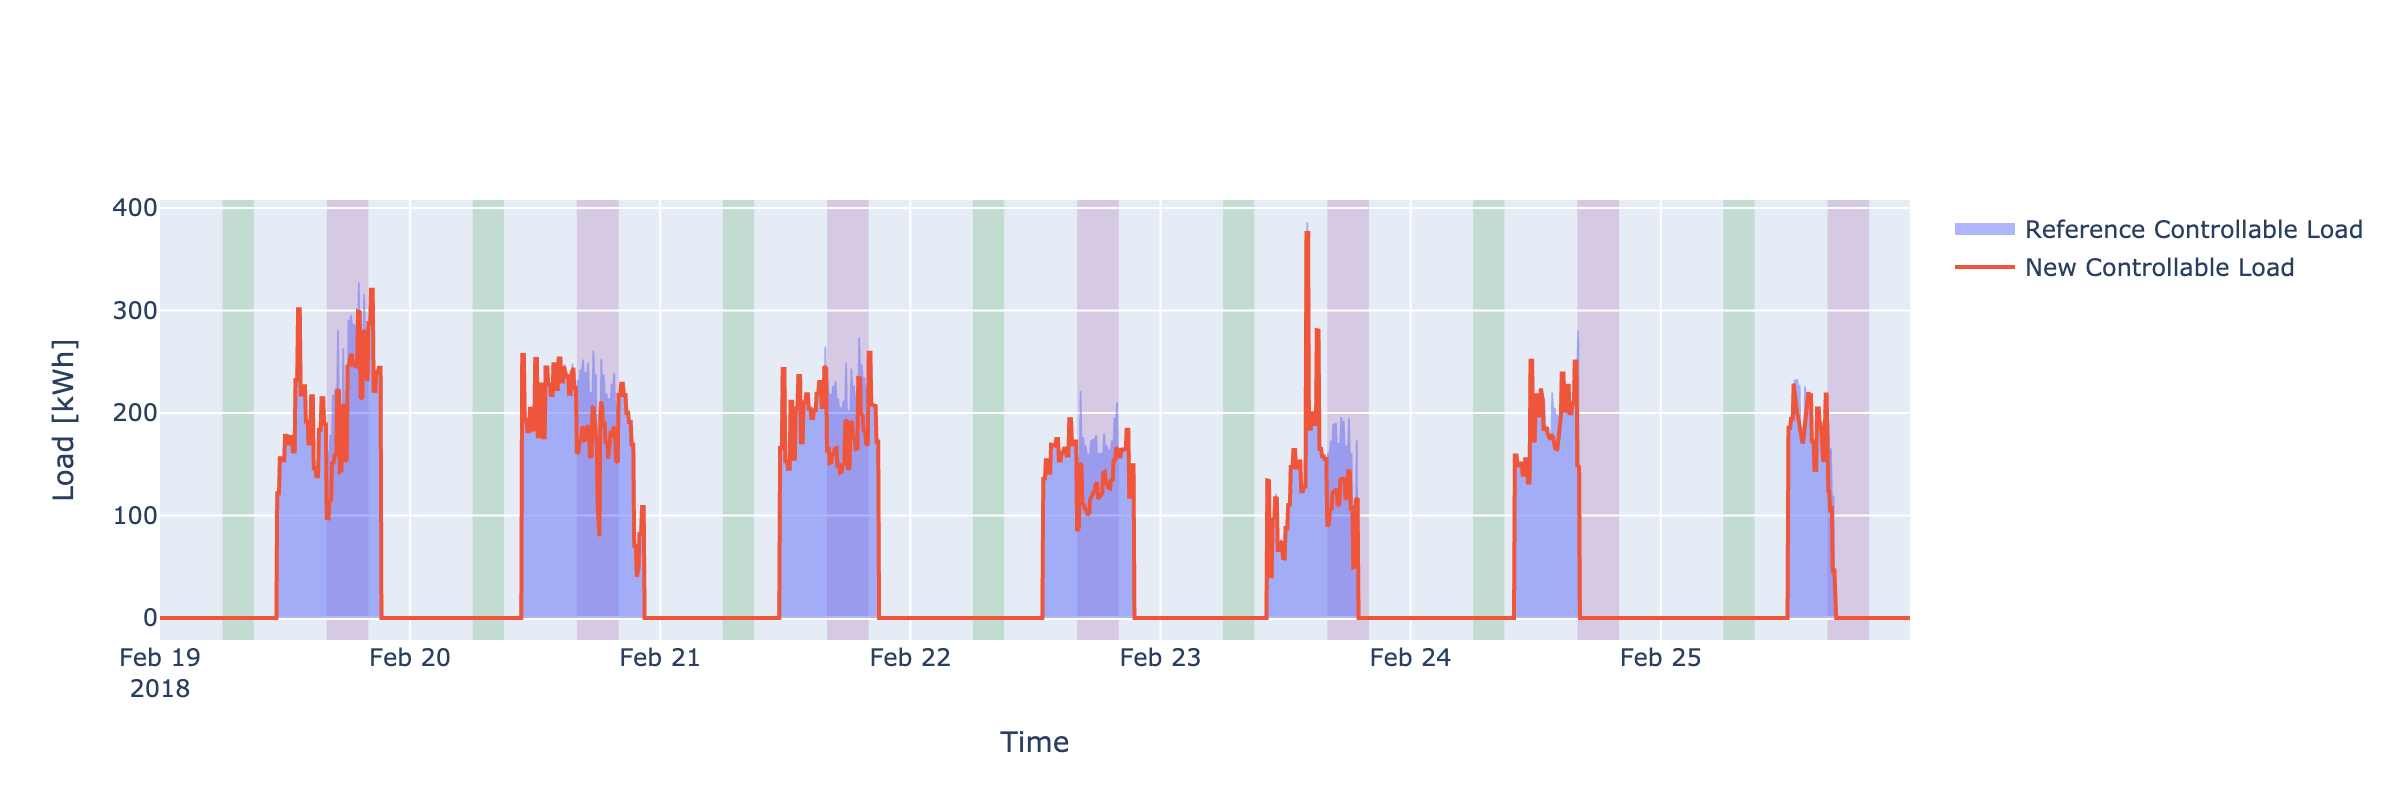 400
300
200
100
0
Load [kWh]
Feb 19
2018
Feb 20
Feb 21
Feb 22
Feb 23
Feb 24
Feb 25
Time
Reference Controllable Load
New Controllable Load